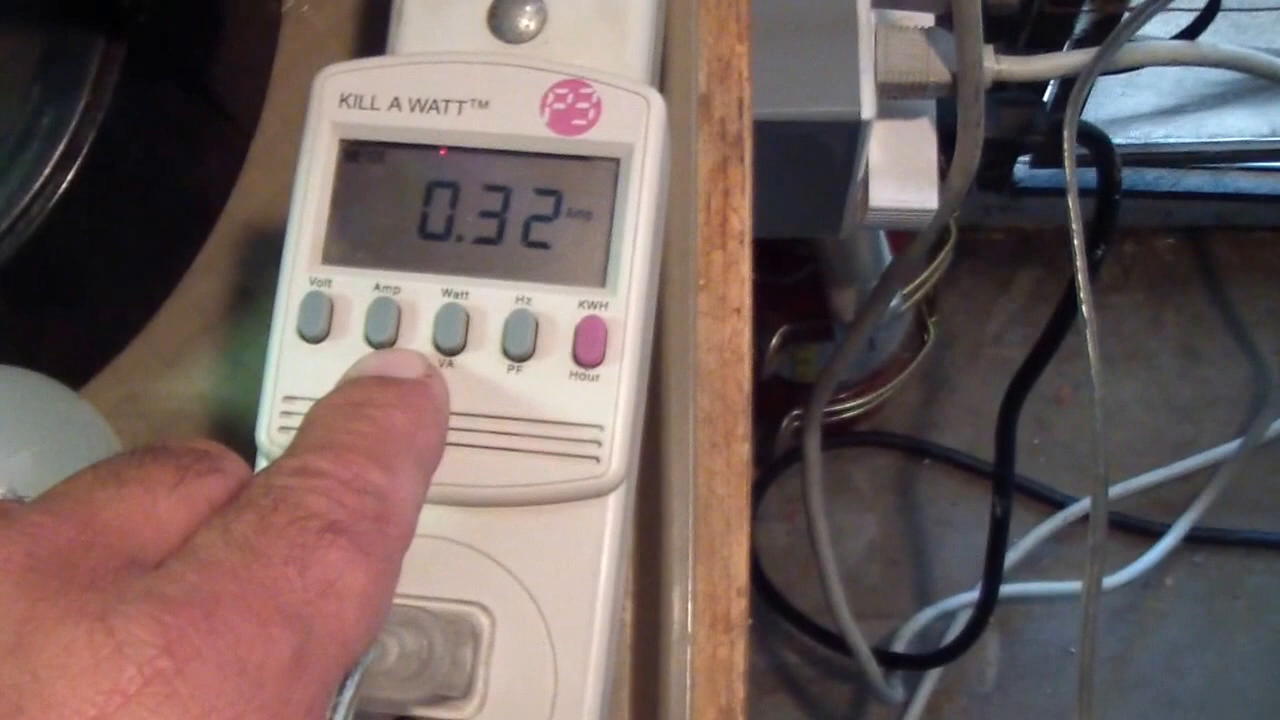 KILL A WATT™
P3
0.32 Amp
Volt Amp Watt Hz KWH
VA PF Hour